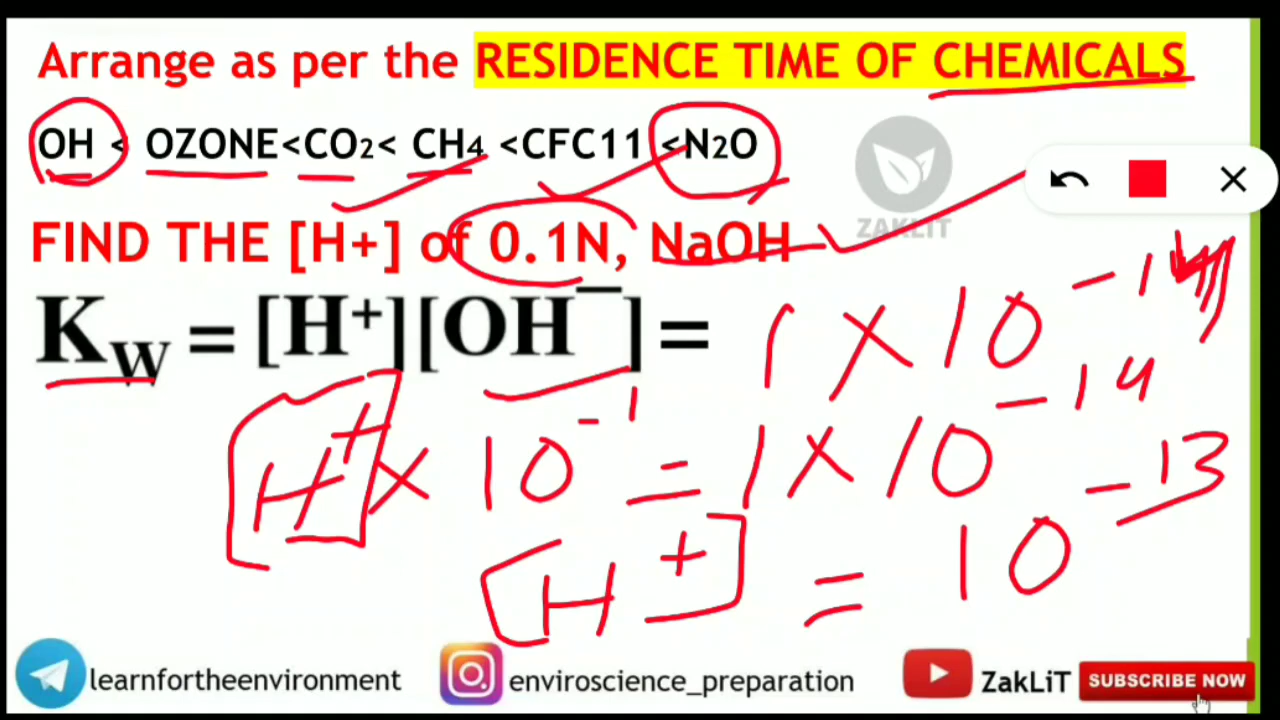 Arrange as per the RESIDENCE TIME OF CHEMICALS
OH < OZONE<CO2< CH4 <CFC11 <N2O
ZAKLIT
FIND THE [H+] of 0.1N, NaOH
Kw = [H+][OH‾] = 1 × 10 -14
H+ × 10 -1 = 1 × 10 -14
[H+] = 10 -13
learnfortheenvironment
enviroscience_preparation
ZakLiT
SUBSCRIBE NOW